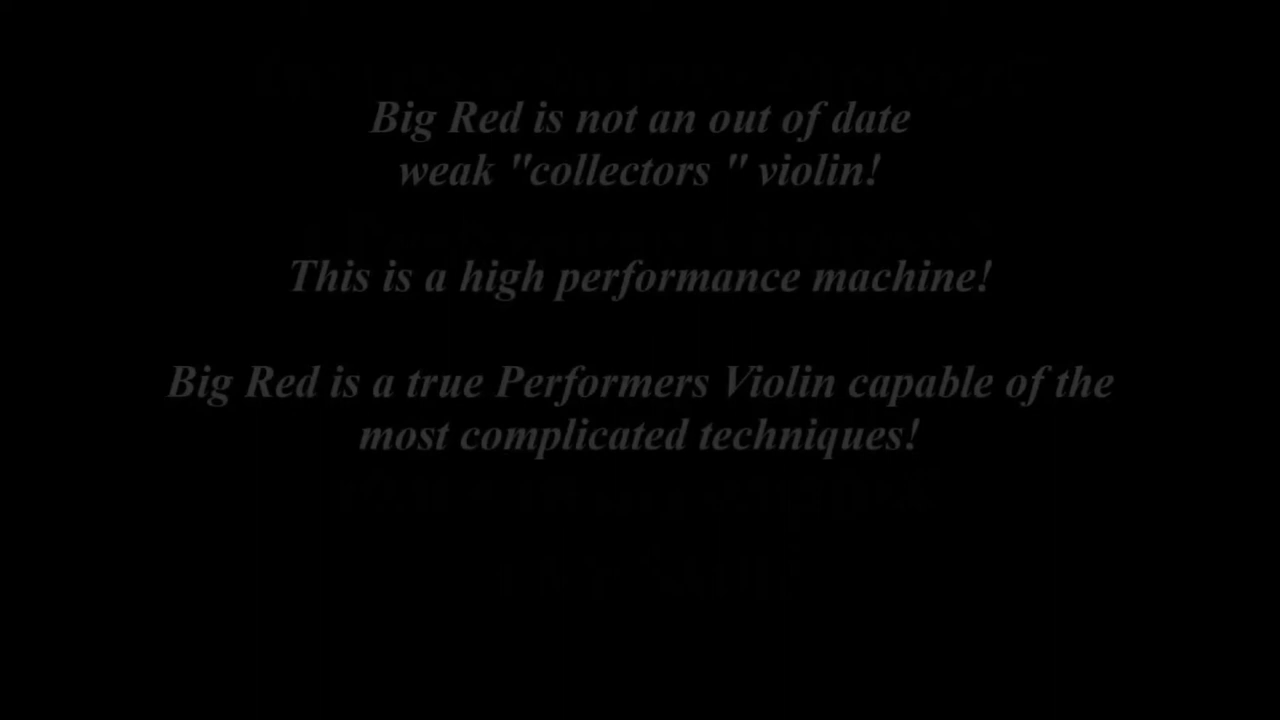 Big Red is not an out of date
weak "collectors " violin!
This is a high performance machine!
Big Red is a true Performers Violin capable of the
most complicated techniques!